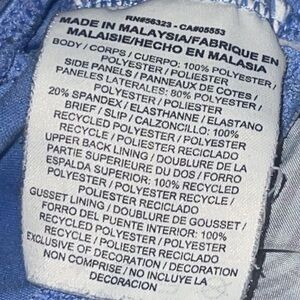 RN#56323 - CA#05553
MADE IN MALAYSIA/FABRIQUE EN
MALAISIE/HECHO EN MALASIA
BODY / CORPS / CUERPO: 100% POLYESTER /
POLYESTER / POLIESTER
SIDE PANELS / PANNEAUX DE COTES /
PANELES LATERALES: 80% POLYESTER /
POLYESTER / POLIESTER
20% SPANDEX / ELASTHANNE / ELASTANO
BRIEF / SLIP / CALZONCILLO: 100%
RECYCLED POLYESTER / POLYESTER
RECYCLE / POLIESTER RECICLADO
UPPER BACK LINING / DOUBLURE DE LA
PARTIE SUPERIEURE DU DOS / FORRO
ESPALDA SUPERIOR: 100% RECYCLED
POLYESTER / POLYESTER RECYCLE /
POLIESTER RECICLADO
GUSSET LINING / DOUBLURE DE GOUSSET /
FORRO DEL PUENTE INTERIOR: 100%
RECYCLED POLYESTER / POLYESTER
RECYCLE / POLIESTER RECICLADO
EXCLUSIVE OF DECORATION / DECORATION
NON COMPRISE / NO INCLUYE LA
DECORACION